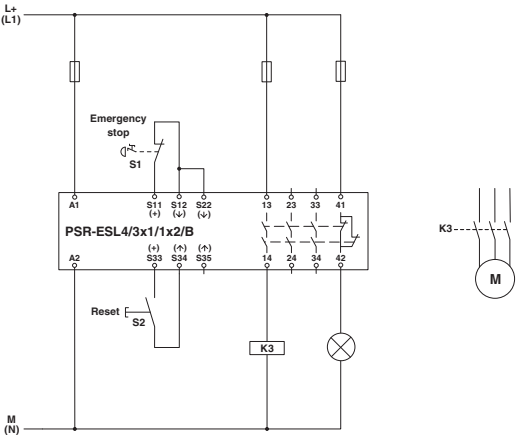 L+
(L1)
Emergency
stop
S1
A1
S11
S12
S22
13
23
33
41
(+)
(↓)
(↓)
PSR-ESL4/3x1/1x2/B
K3
(+)
(↑)
(↑)
A2
S33
S34
S35
14
24
34
42
M
Reset
S2
K3
M
(N)